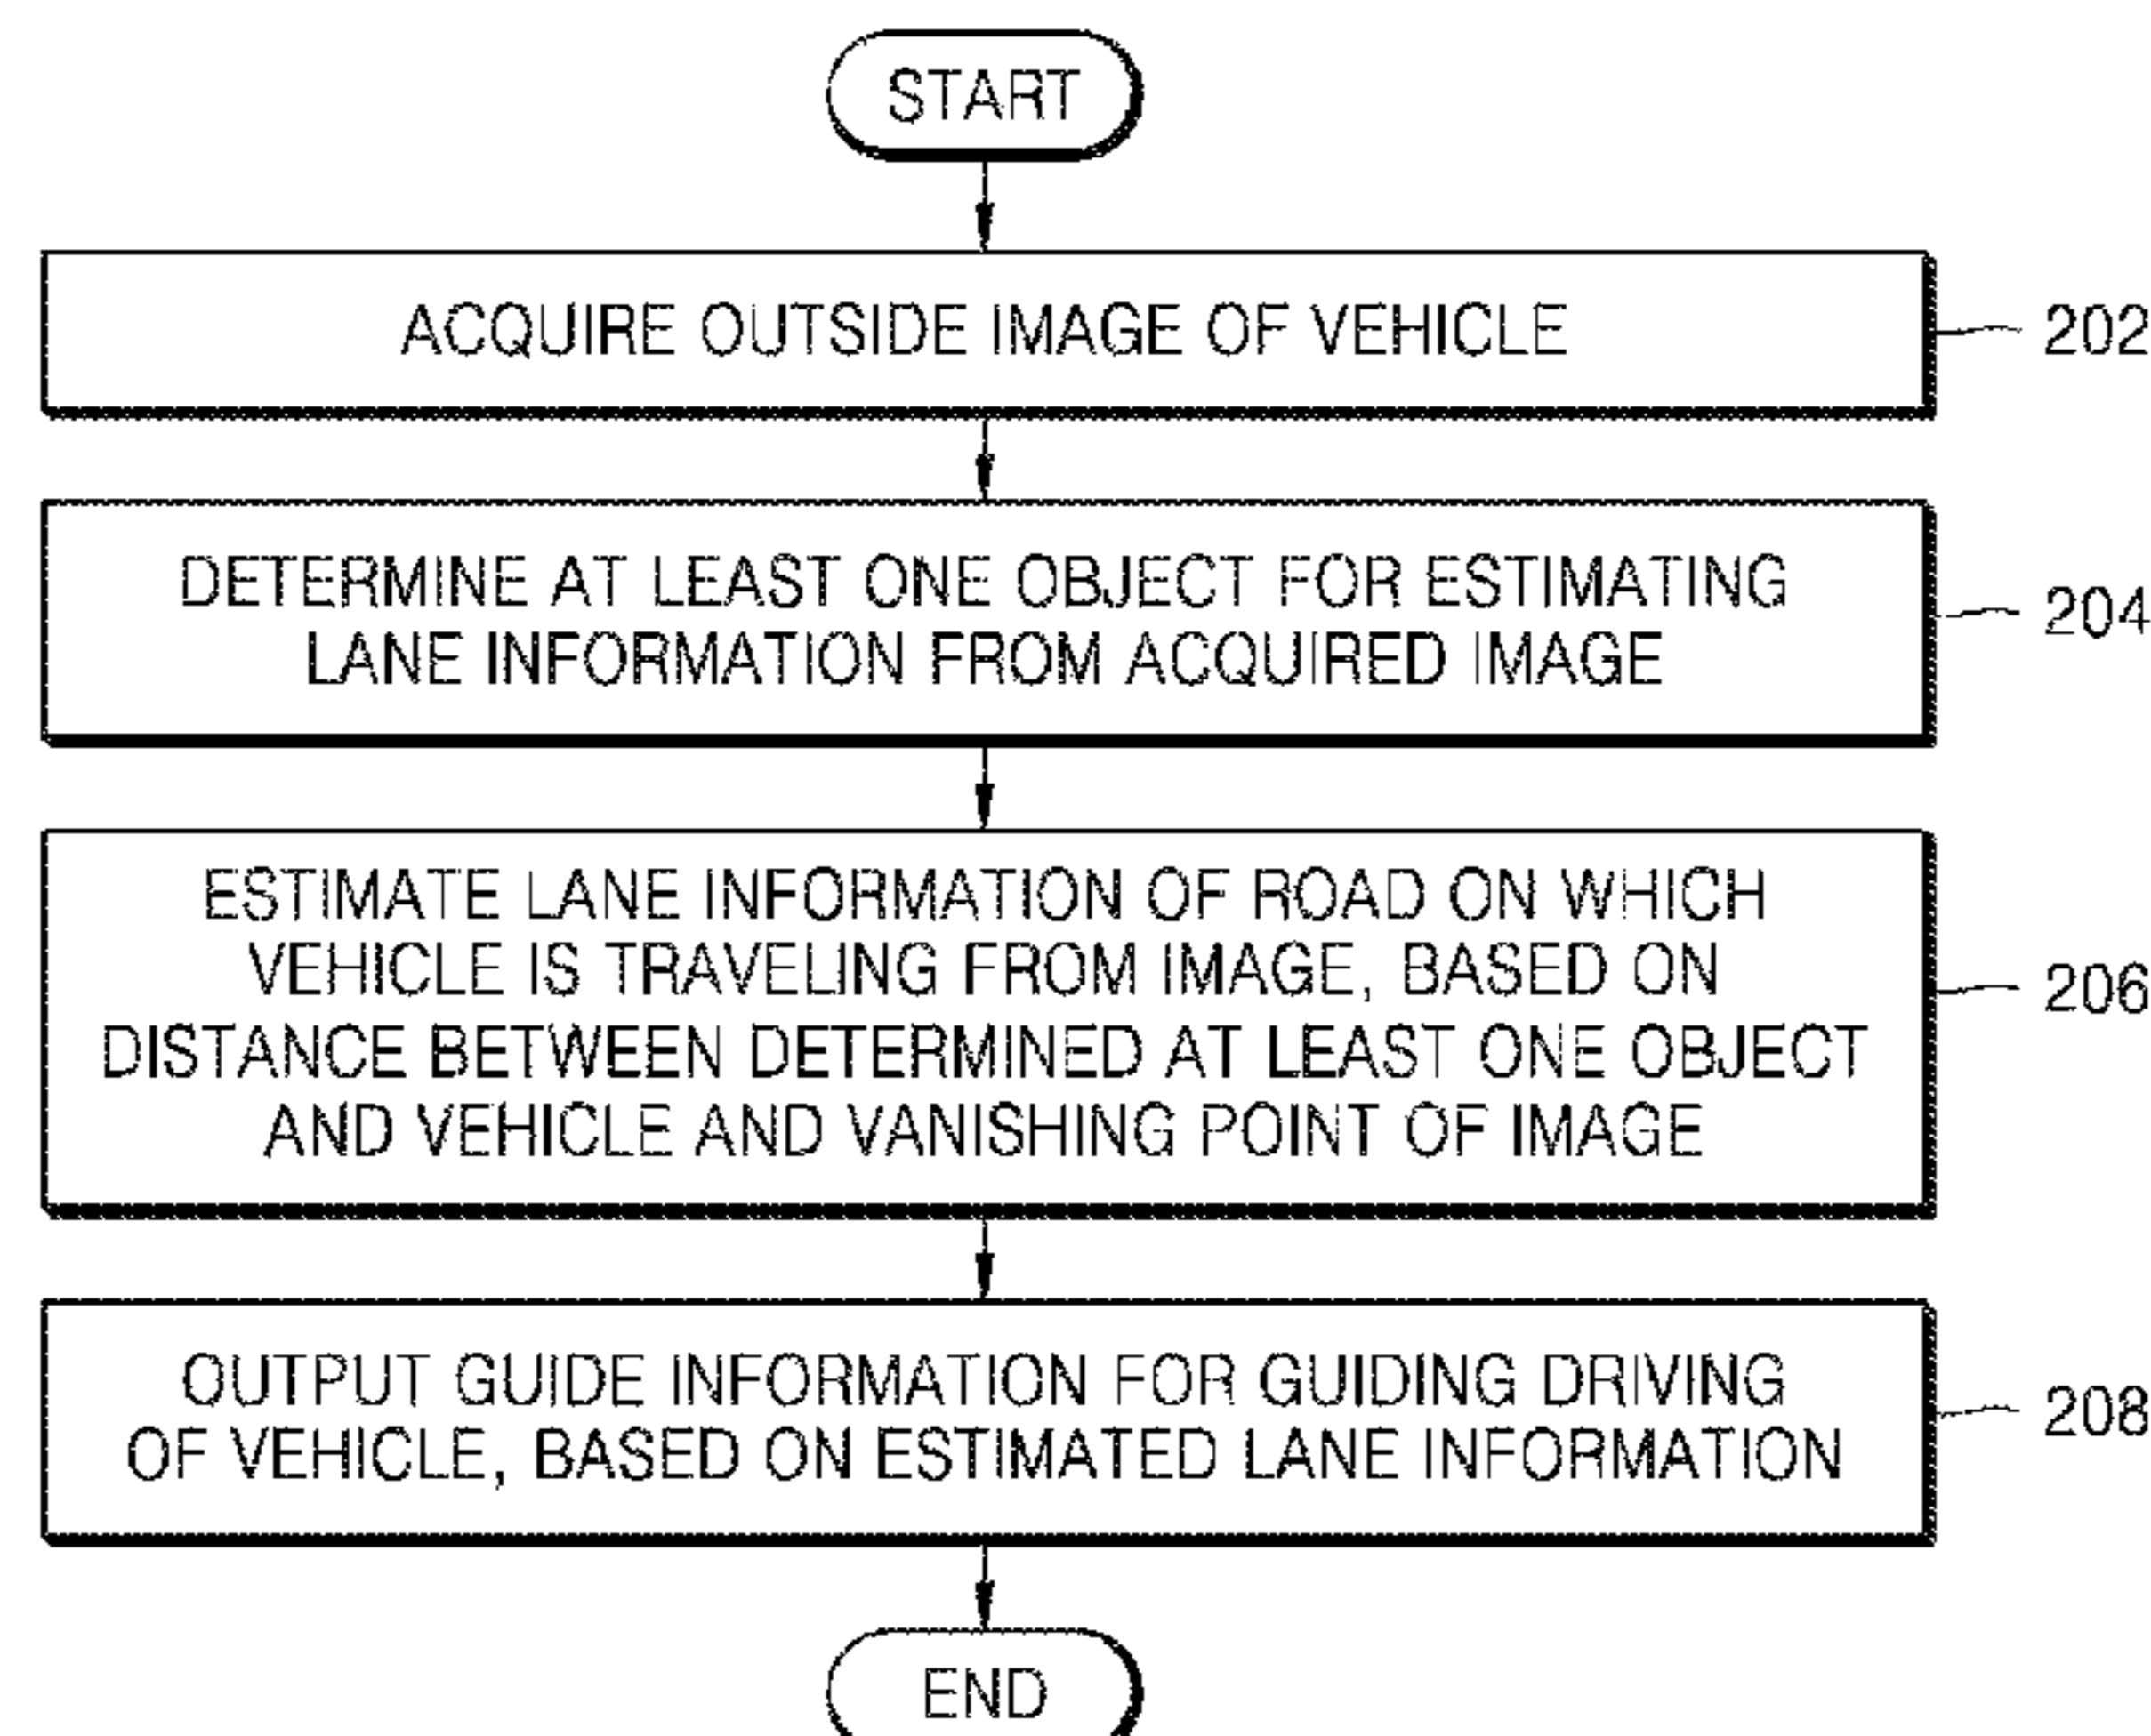 START
ACQUIRE OUTSIDE IMAGE OF VEHICLE
202
DETERMINE AT LEAST ONE OBJECT FOR ESTIMATING
LANE INFORMATION FROM ACQUIRED IMAGE
204
ESTIMATE LANE INFORMATION OF ROAD ON WHICH
VEHICLE IS TRAVELING FROM IMAGE, BASED ON
DISTANCE BETWEEN DETERMINED AT LEAST ONE OBJECT
AND VEHICLE AND VANISHING POINT OF IMAGE
206
OUTPUT GUIDE INFORMATION FOR GUIDING DRIVING
OF VEHICLE, BASED ON ESTIMATED LANE INFORMATION
208
END